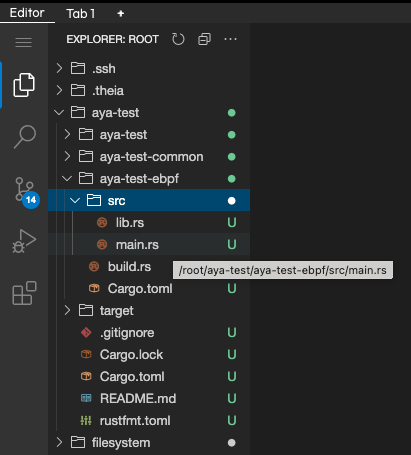 Editor Tab 1
EXPLORER: ROOT
.ssh
.theia
aya-test
aya-test
aya-test-common
aya-test-ebpf
src
lib.rs U
14
main.rs U
build.rs
/root/aya-test/aya-test-ebpf/src/main.rs
Cargo.toml U
target
.gitignore U
Cargo.lock U
Cargo.toml U
README.md U
rustfmt.toml U
filesystem